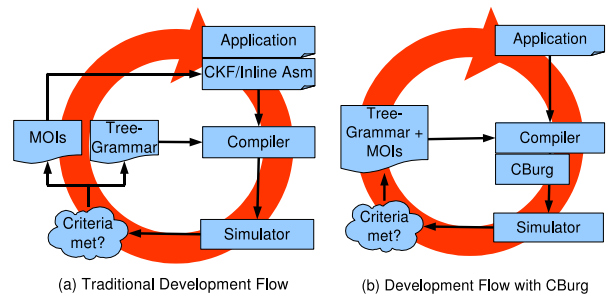 Application
CKF/Inline Asm
MOIs
Tree-
Grammar
Compiler
Criteria
met?
Simulator
(a) Traditional Development Flow
Application
Tree-
Grammar +
MOIs
Compiler
CBurg
Criteria
met?
Simulator
(b) Development Flow with CBurg